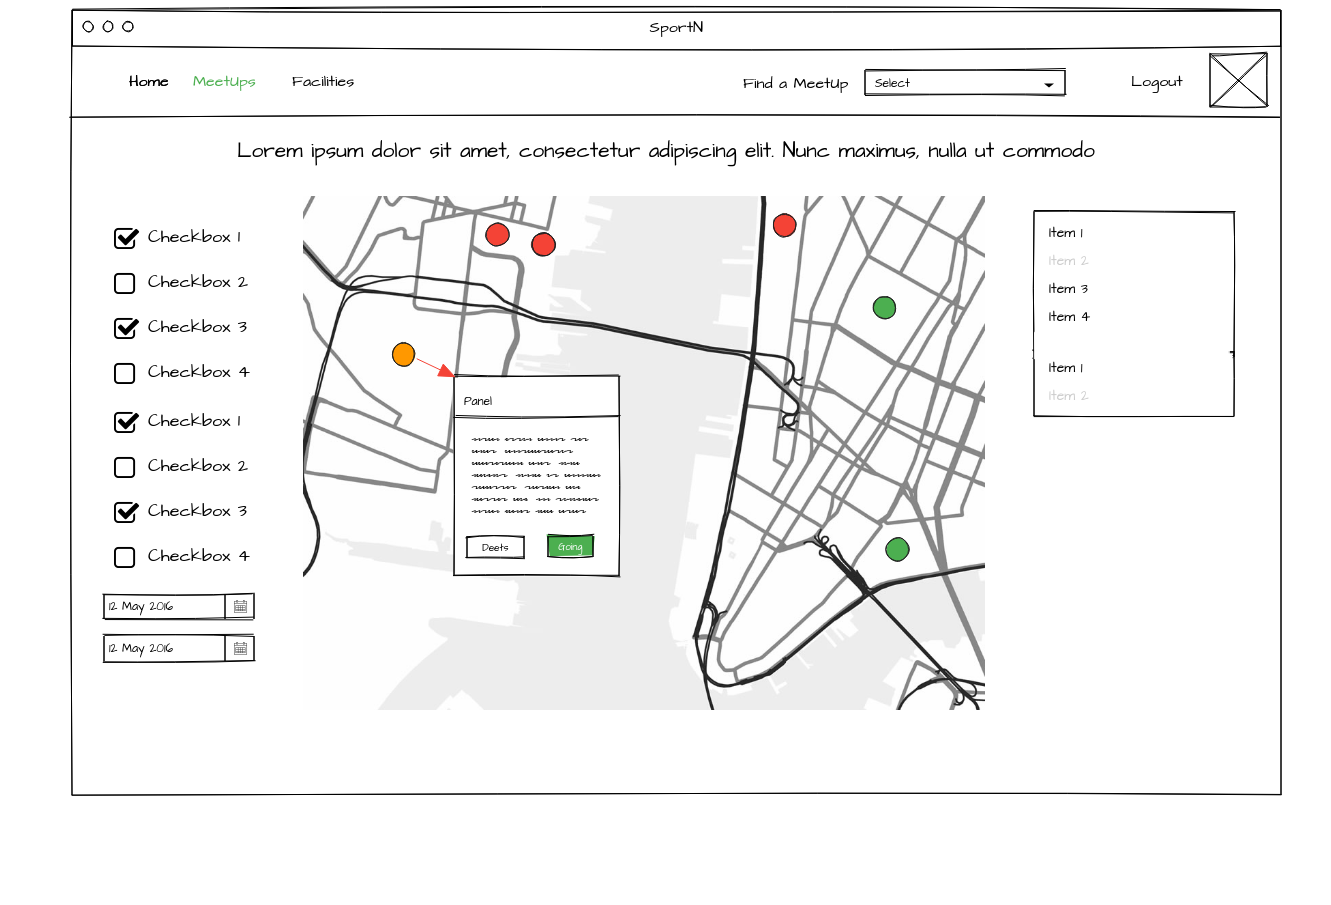 SportN
Home MeetUps Facilities Find a MeetUp Select Logout
Lorem ipsum dolor sit amet, consectetur adipiscing elit. Nunc maximus, nulla ut commodo
Checkbox 1
Checkbox 2
Checkbox 3
Checkbox 4
Checkbox 1
Checkbox 2
Checkbox 3
Checkbox 4
12 May 2016
12 May 2016
Panel
Deets Going
Item 1
Item 2
Item 3
Item 4
Item 1
Item 2